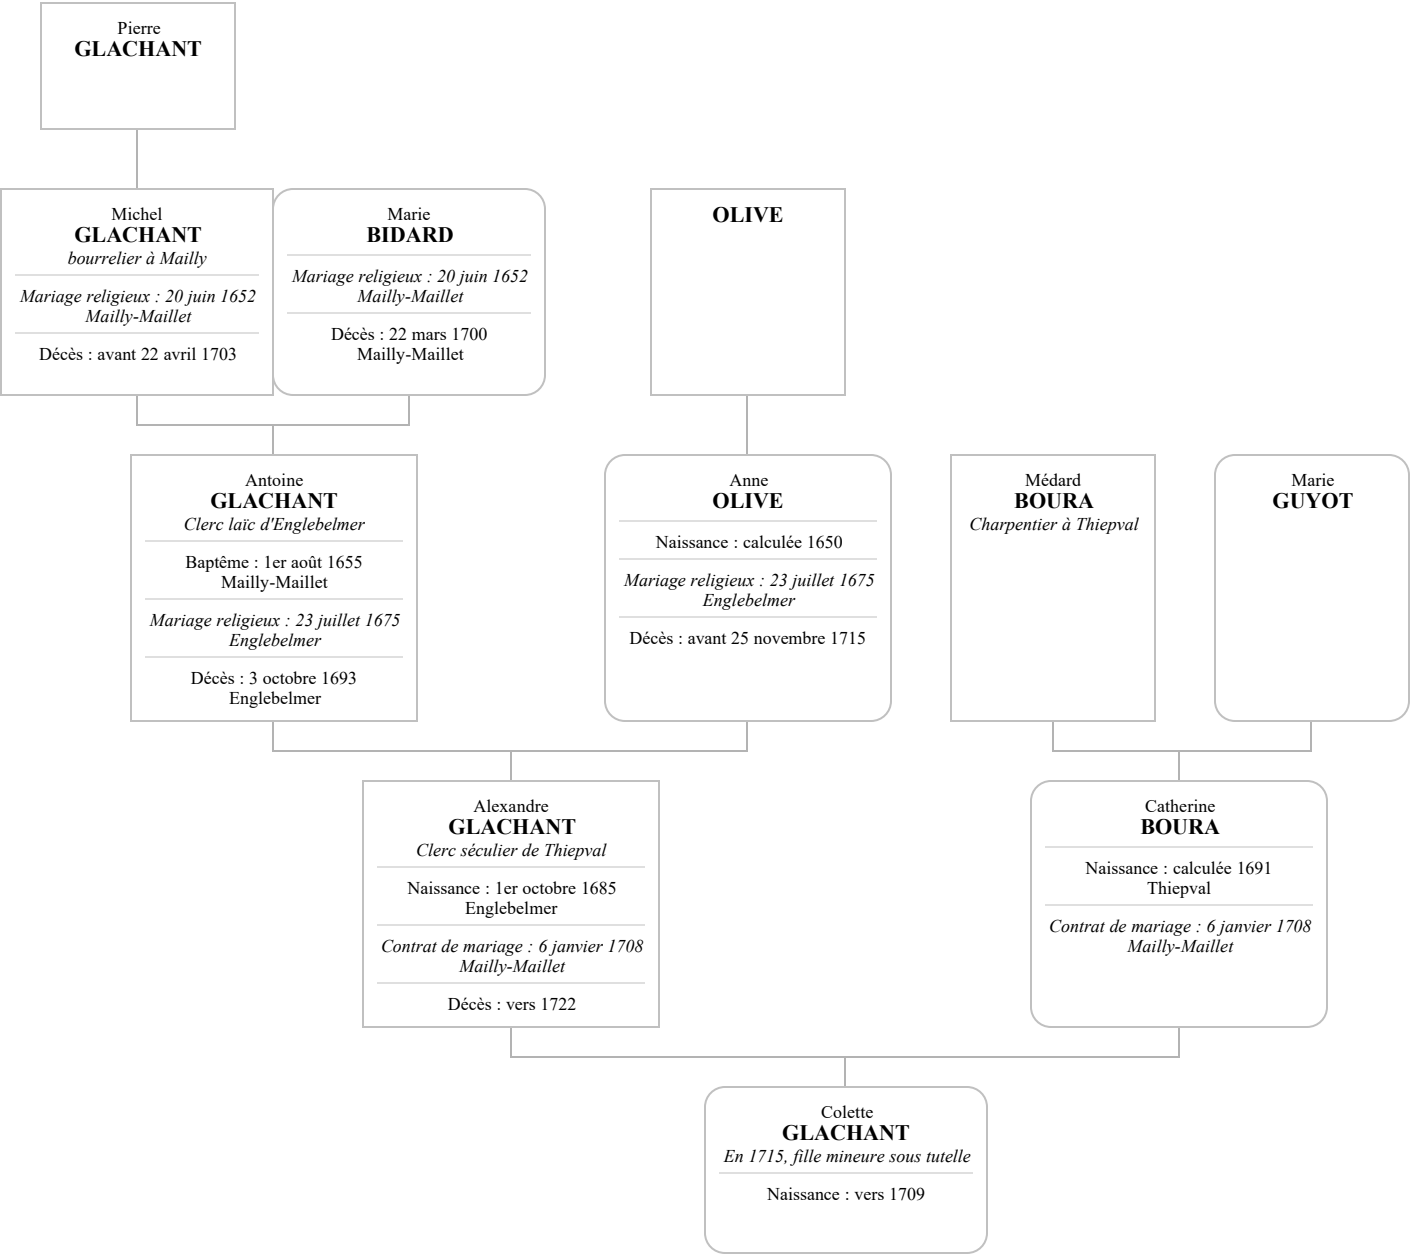 Pierre
GLACHANT
Michel
GLACHANT
bourrelier à Mailly
Mariage religieux : 20 juin 1652
Mailly-Maillet
Décès : avant 22 avril 1703
Marie
BIDARD
Mariage religieux : 20 juin 1652
Mailly-Maillet
Décès : 22 mars 1700
Mailly-Maillet
OLIVE
Antoine
GLACHANT
Clerc laïc d'Englebelmer
Baptême : 1er août 1655
Mailly-Maillet
Mariage religieux : 23 juillet 1675
Englebelmer
Décès : 3 octobre 1693
Englebelmer
Anne
OLIVE
Naissance : calculée 1650
Mariage religieux : 23 juillet 1675
Englebelmer
Décès : avant 25 novembre 1715
Médard
BOURA
Charpentier à Thiepval
Marie
GUYOT
Alexandre
GLACHANT
Clerc séculier de Thiepval
Naissance : 1er octobre 1685
Englebelmer
Contrat de mariage : 6 janvier 1708
Mailly-Maillet
Décès : vers 1722
Catherine
BOURA
Naissance : calculée 1691
Thiepval
Contrat de mariage : 6 janvier 1708
Mailly-Maillet
Colette
GLACHANT
En 1715, fille mineure sous tutelle
Naissance : vers 1709